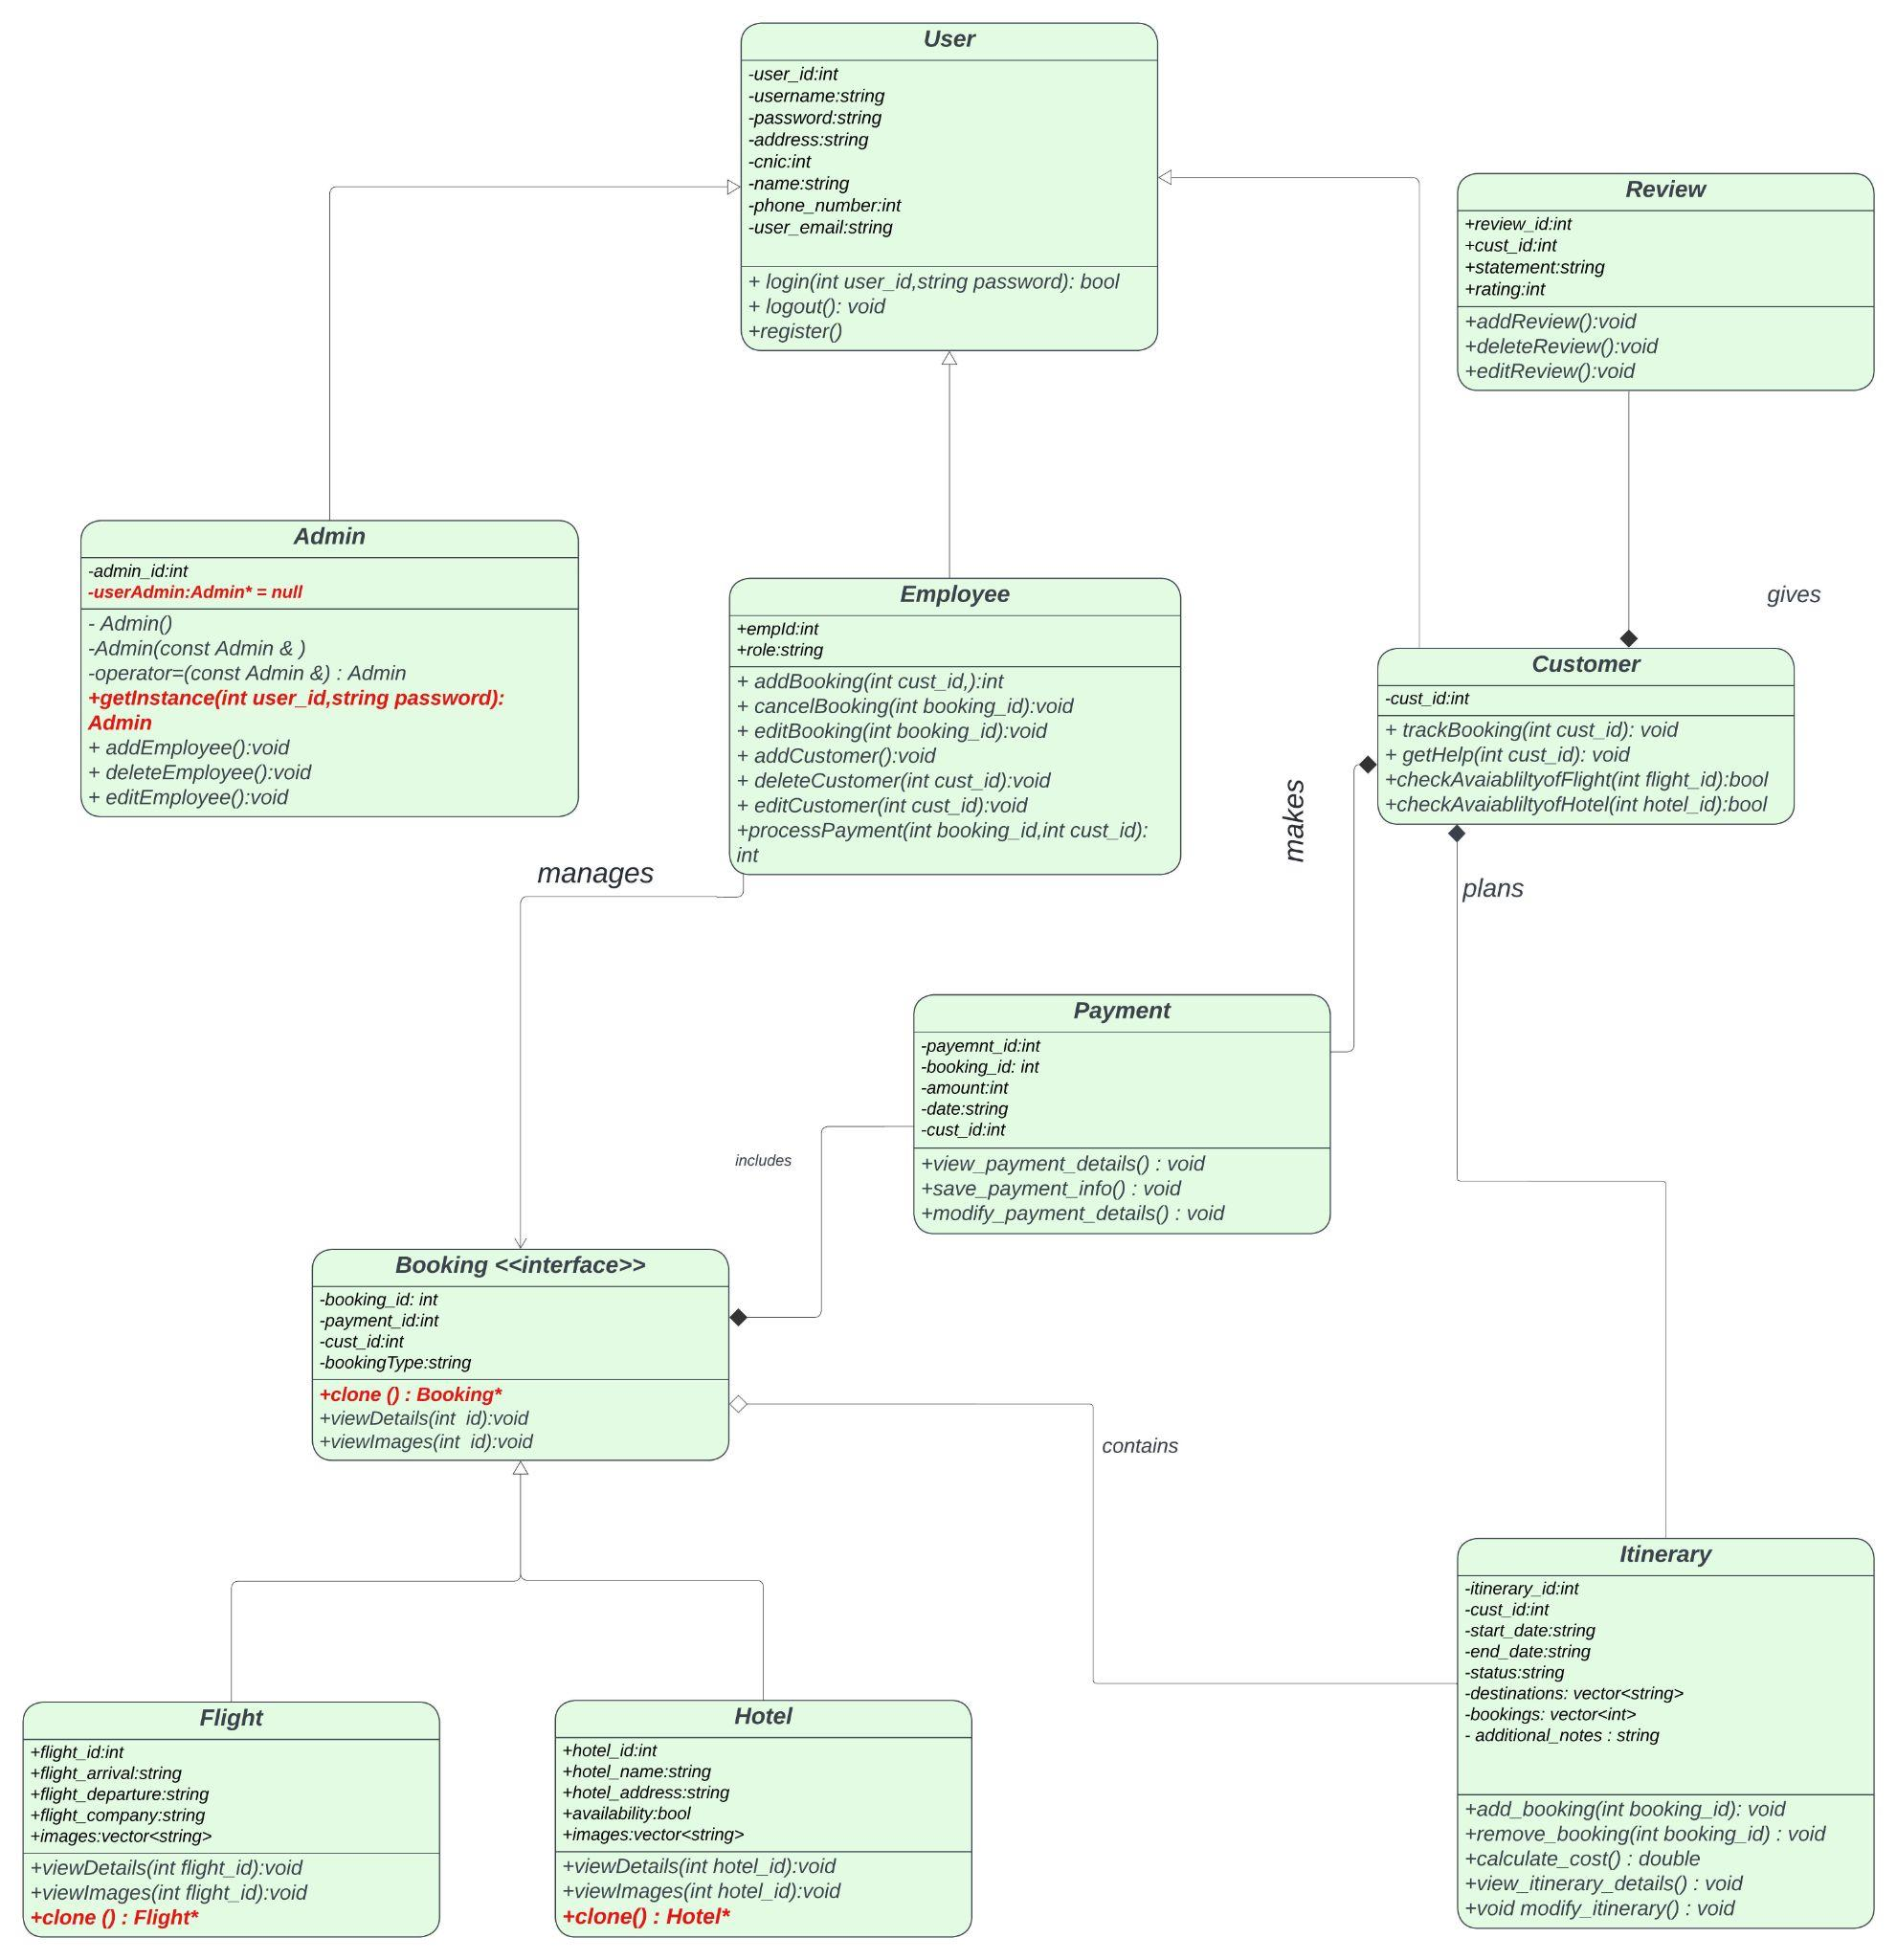 User
-user_id:int
-username:string
-password:string
-address:string
-cnic:int
-name:string
-phone_number:int
-user_email:string
+ login(int user_id,string password): bool
+ logout(): void
+register()
Review
+review_id:int
+cust_id:int
+statement:string
+rating:int
+addReview():void
+deleteReview():void
+editReview():void
Admin
-admin_id:int
-userAdmin:Admin* = null
- Admin()
-Admin(const Admin & )
-operator=(const Admin &) : Admin
+getInstance(int user_id,string password):
Admin
+ addEmployee():void
+ deleteEmployee():void
+ editEmployee():void
Employee
+empId:int
+role:string
+ addBooking(int cust_id,):int
+ cancelBooking(int booking_id):void
+ editBooking(int booking_id):void
+ addCustomer():void
+ deleteCustomer(int cust_id):void
+ editCustomer(int cust_id):void
+processPayment(int booking_id,int cust_id):
int
gives
Customer
-cust_id:int
+ trackBooking(int cust_id): void
+ getHelp(int cust_id): void
+checkAvaiabliltyofFlight(int flight_id):bool
+checkAvaiabliltyofHotel(int hotel_id):bool
manages
makes
plans
Payment
-payemnt_id:int
-booking_id: int
-amount:int
-date:string
-cust_id:int
+view_payment_details() : void
+save_payment_info() : void
+modify_payment_details() : void
includes
Booking <<interface>>
-booking_id: int
-payment_id:int
-cust_id:int
-bookingType:string
+clone () : Booking*
+viewDetails(int  id):void
+viewImages(int  id):void
contains
Flight
+flight_id:int
+flight_arrival:string
+flight_departure:string
+flight_company:string
+images:vector<string>
+viewDetails(int flight_id):void
+viewImages(int flight_id):void
+clone () : Flight*
Hotel
+hotel_id:int
+hotel_name:string
+hotel_address:string
+availability:bool
+images:vector<string>
+viewDetails(int hotel_id):void
+viewImages(int hotel_id):void
+clone() : Hotel*
Itinerary
-itinerary_id:int
-cust_id:int
-start_date:string
-end_date:string
-status:string
-destinations: vector<string>
-bookings: vector<int>
- additional_notes : string
+add_booking(int booking_id): void
+remove_booking(int booking_id) : void
+calculate_cost() : double
+view_itinerary_details() : void
+void modify_itinerary() : void